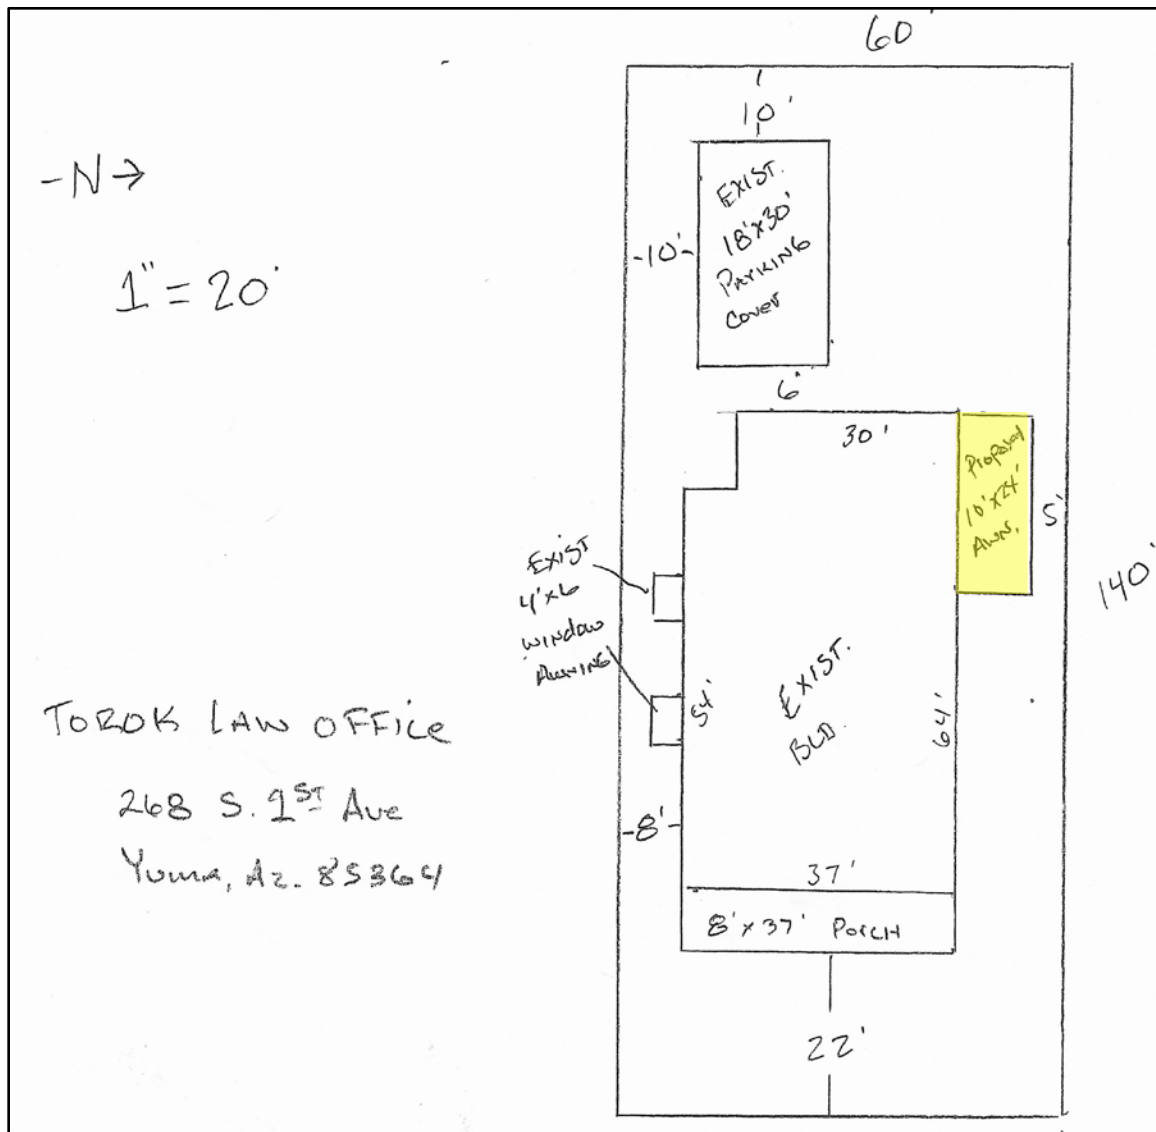 60'
-N→
1" = 20'
10'
EXIST.
18'x30'
PARKING
Cover
-10'-
6'
30'
Proposed
10'x24'
AWN.
5'
140'
EXIST
4'x6
WINDOW
AWNING
54'
EXIST.
BLD.
64'
TOROK LAW OFFICE
268 S. 1ST Ave
Yuma, Az. 85364
-8'-
37'
8' x 37' PORCH
22'